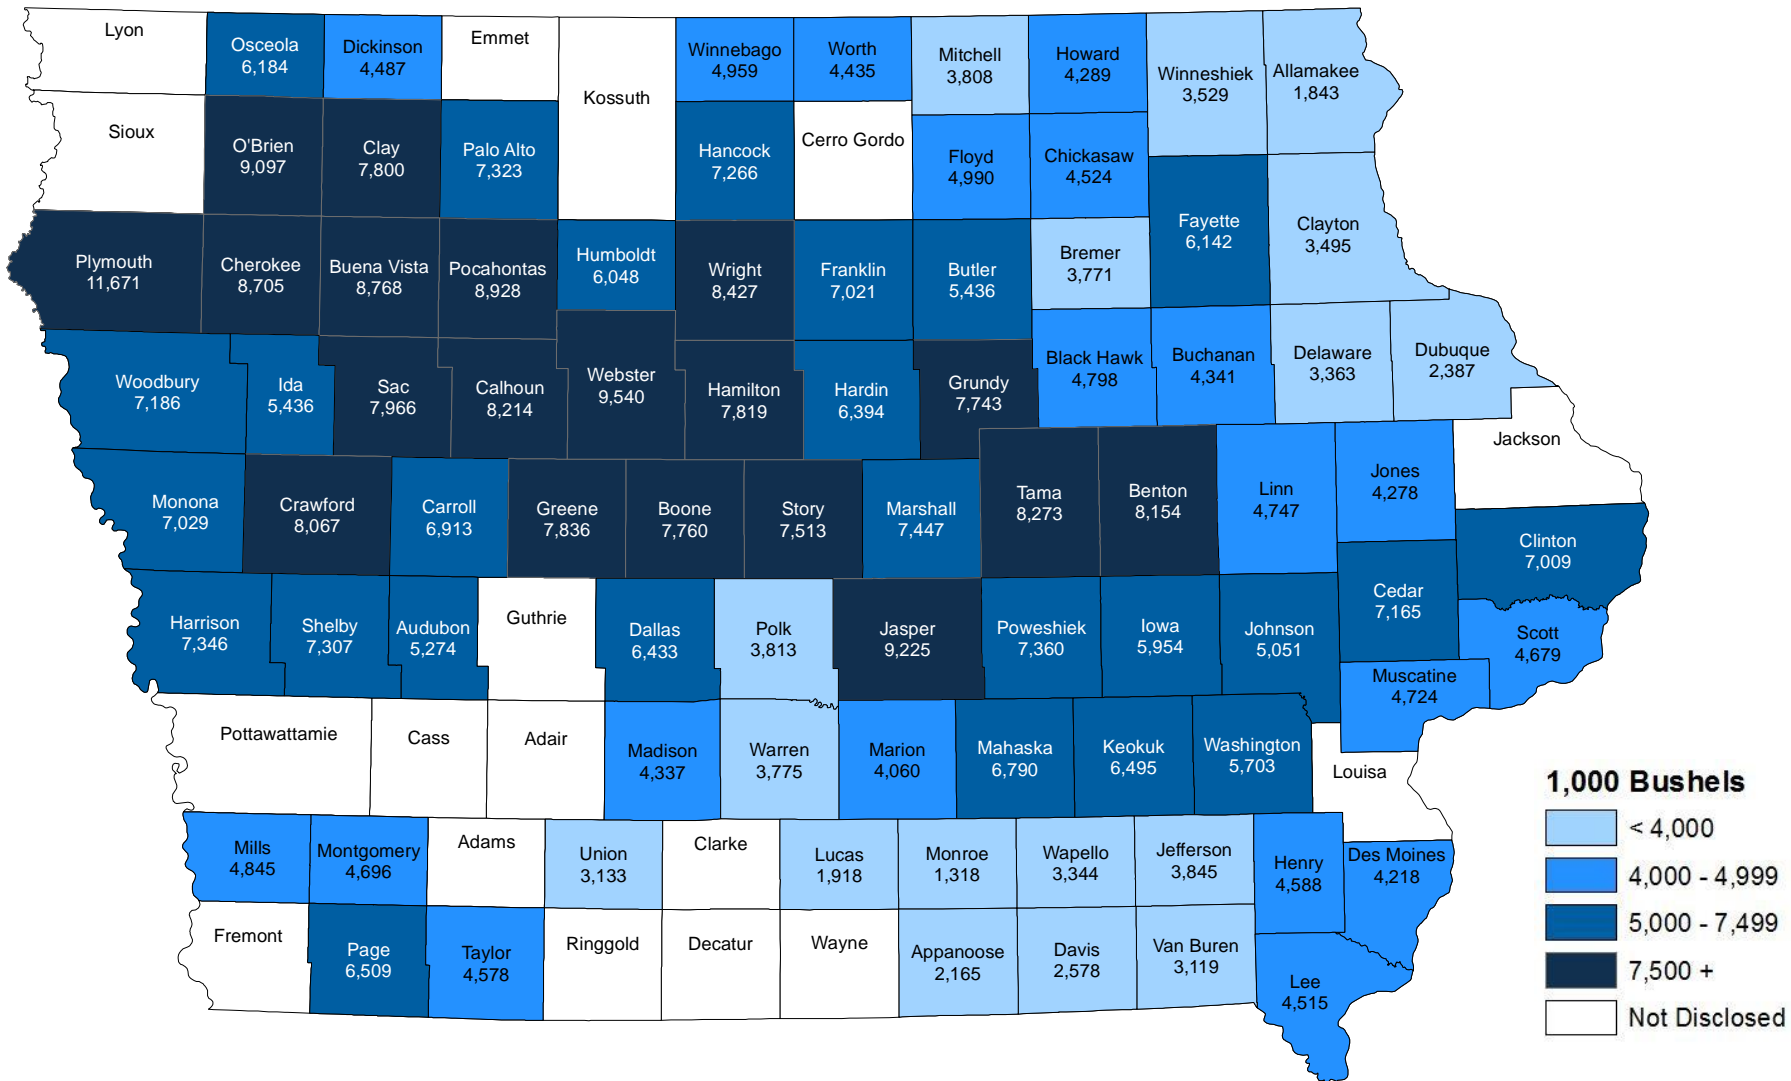 Lyon
Osceola
6,184
Dickinson
4,487
Emmet
Kossuth
Winnebago
4,959
Worth
4,435
Mitchell
3,808
Howard
4,289
Winneshiek
3,529
Allamakee
1,843
Sioux
O'Brien
9,097
Clay
7,800
Palo Alto
7,323
Hancock
7,266
Cerro Gordo
Floyd
4,990
Chickasaw
4,524
Fayette
6,142
Clayton
3,495
Plymouth
11,671
Cherokee
8,705
Buena Vista
8,768
Pocahontas
8,928
Humboldt
6,048
Wright
8,427
Franklin
7,021
Butler
5,436
Bremer
3,771
Woodbury
7,186
Ida
5,436
Sac
7,966
Calhoun
8,214
Webster
9,540
Hamilton
7,819
Hardin
6,394
Grundy
7,743
Black Hawk
4,798
Buchanan
4,341
Delaware
3,363
Dubuque
2,387
Jackson
Monona
7,029
Crawford
8,067
Carroll
6,913
Greene
7,836
Boone
7,760
Story
7,513
Marshall
7,447
Tama
8,273
Benton
8,154
Linn
4,747
Jones
4,278
Clinton
7,009
Harrison
7,346
Shelby
7,307
Audubon
5,274
Guthrie
Dallas
6,433
Polk
3,813
Jasper
9,225
Poweshiek
7,360
Iowa
5,954
Johnson
5,051
Cedar
7,165
Scott
4,679
Muscatine
4,724
Pottawattamie
Cass
Adair
Madison
4,337
Warren
3,775
Marion
4,060
Mahaska
6,790
Keokuk
6,495
Washington
5,703
Louisa
Mills
4,845
Montgomery
4,696
Adams
Union
3,133
Clarke
Lucas
1,918
Monroe
1,318
Wapello
3,344
Jefferson
3,845
Henry
4,588
Des Moines
4,218
Fremont
Page
6,509
Taylor
4,578
Ringgold
Decatur
Wayne
Appanoose
2,165
Davis
2,578
Van Buren
3,119
Lee
4,515
1,000 Bushels
< 4,000
4,000 - 4,999
5,000 - 7,499
7,500 +
Not Disclosed